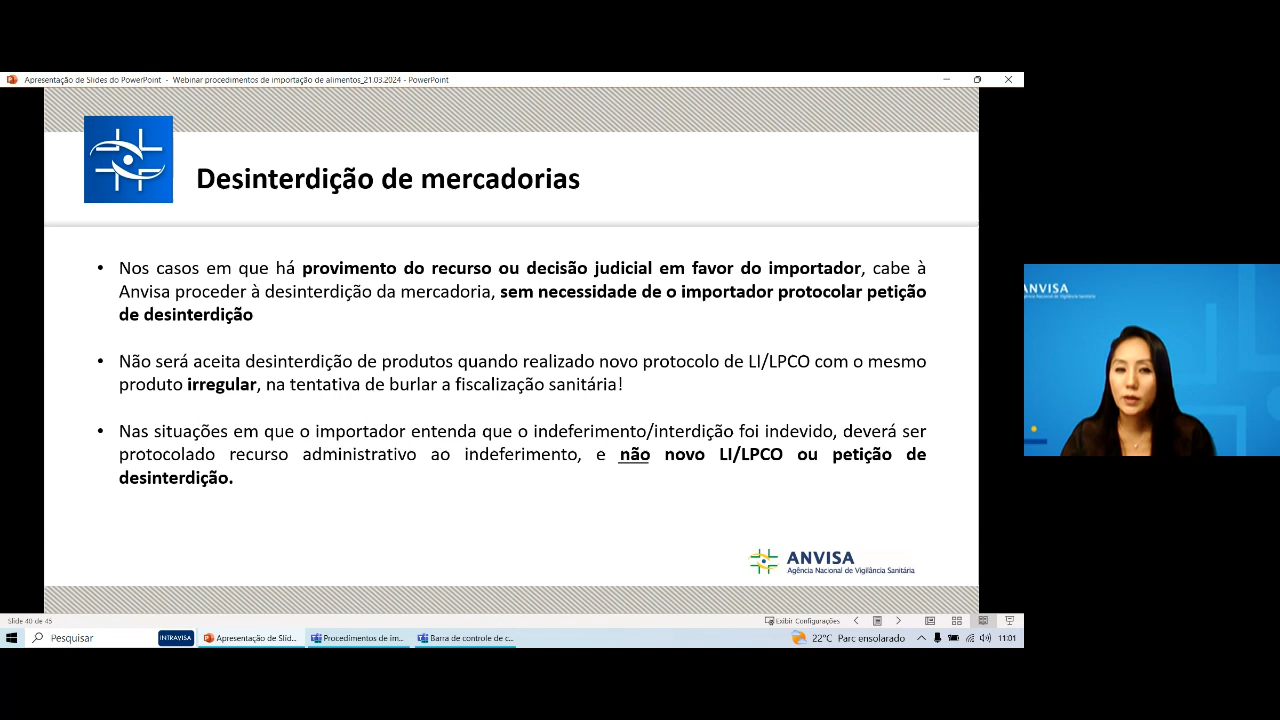 Apresentação de Slides do PowerPoint - Webinar procedimentos de importação de alimentos_21.03.2024 - PowerPoint
Desinterdição de mercadorias
• Nos casos em que há provimento do recurso ou decisão judicial em favor do importador, cabe à
Anvisa proceder à desinterdição da mercadoria, sem necessidade de o importador protocolar petição
de desinterdição
• Não será aceita desinterdição de produtos quando realizado novo protocolo de LI/LPCO com o mesmo
produto irregular, na tentativa de burlar a fiscalização sanitária!
• Nas situações em que o importador entenda que o indeferimento/interdição foi indevido, deverá ser
protocolado recurso administrativo ao indeferimento, e não novo LI/LPCO ou petição de
desinterdição.
ANVISA
Agência Nacional de Vigilância Sanitária
ANVISA
Agência Nacional de Vigilância Sanitária
Slide 40 de 45
Exibir Configurações
Pesquisar
INTRAVISA
Apresentação de Slid...
Procedimentos de im...
Barra de controle de c...
22°C Parc ensolarado
11:01